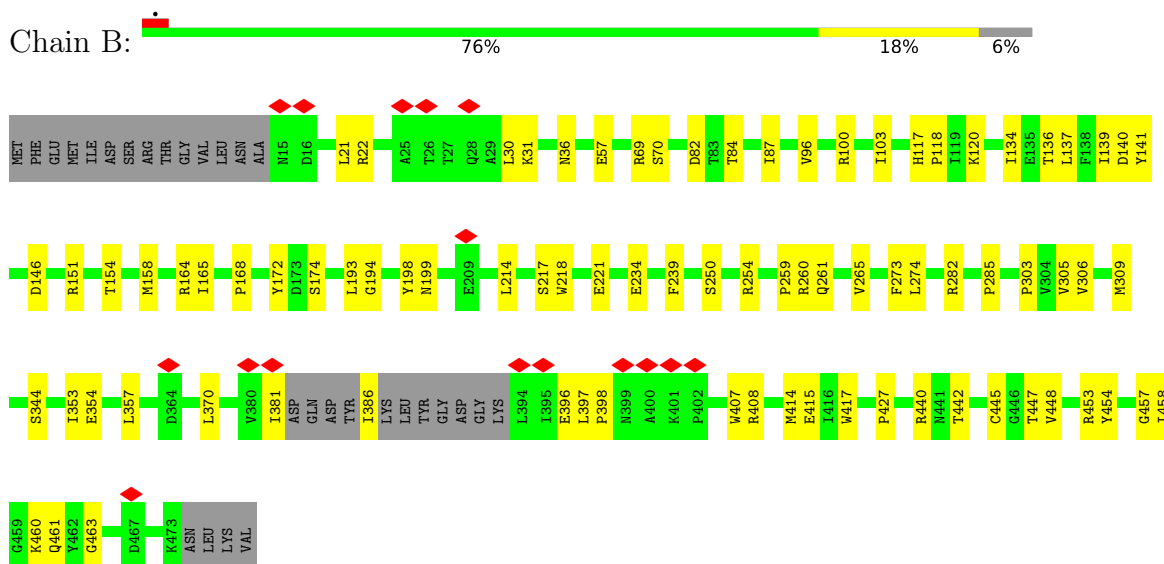 Chain B:
76% 18% 6%
MET PHE GLU MET ILE ASP SER ARG THR GLY VAL LEU ASN ALA N15 D16 L21 R22 A25 T26 T27 Q28 A29 L30 K31 N36 E57 R69 S70 D82 T83 T84 I87 V96 R100 I103 H117 P118 I119 K120 I134 E135 T136 L137 F138 I139 D140 Y141
D146 R151 T154 M158 R164 I165 P168 Y172 D173 S174 L193 G194 Y198 N199 E209 L214 S217 W218 E221 E234 F239 S250 R254 P259 R260 Q261 V265 F273 L274 R282 P285 P303 V304 V305 V306 M309
S344 I353 E354 L357 D364 L370 V380 I381 ASP GLN ASP TYR I386 LYS LEU TYR GLY ASP GLY LYS L394 I395 E396 L397 P398 N399 A400 K401 P402 W407 R408 M414 E415 I416 W417 P427 R440 N441 T442 C445 G446 T447 V448 R453 Y454 G457 I458
G459 K460 Q461 Y462 G463 D467 K473 ASN LEU LYS VAL